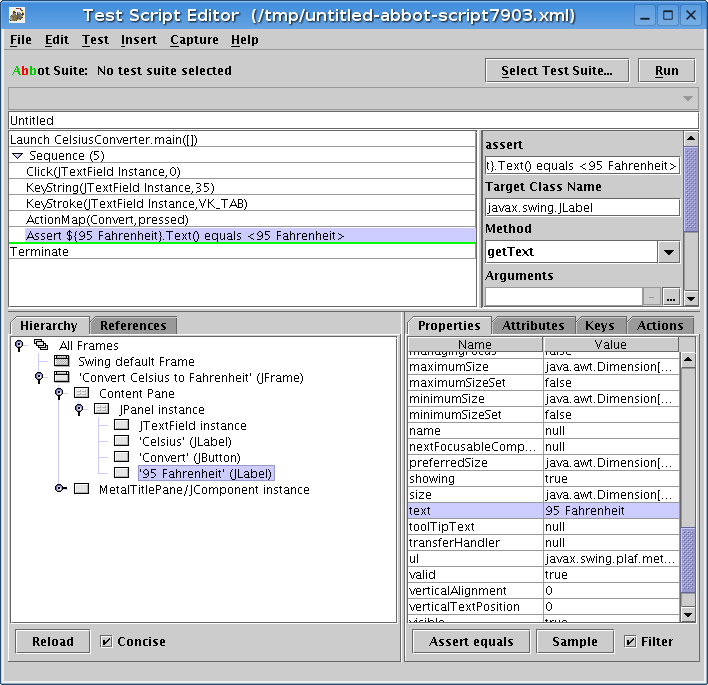 Test Script Editor (/tmp/untitled-abbot-script7903.xml)
File Edit Test Insert Capture Help
Abbot Suite: No test suite selected Select Test Suite... Run
Untitled
Launch CelsiusConverter.main([])
Sequence (5)
Click(JTextField Instance,0)
KeyString(JTextField Instance,35)
KeyStroke(JTextField Instance,VK_TAB)
ActionMap(Convert,pressed)
Assert ${95 Fahrenheit}.Text() equals <95 Fahrenheit>
Terminate
assert
t}.Text() equals <95 Fahrenheit>
Target Class Name
javax.swing.JLabel
Method
getText
Arguments
...
Hierarchy References
All Frames
Swing default Frame
'Convert Celsius to Fahrenheit' (JFrame)
Content Pane
JPanel instance
JTextField instance
'Celsius' (JLabel)
'Convert' (JButton)
'95 Fahrenheit' (JLabel)
MetalTitlePane/JComponent instance
Reload Concise
Properties Attributes Keys Actions
Name Value
managingFocus false
maximumSize java.awt.Dimension[...
maximumSizeSet false
minimumSize java.awt.Dimension[...
minimumSizeSet false
name null
nextFocusableComp... null
preferredSize java.awt.Dimension[...
showing true
size java.awt.Dimension[...
text 95 Fahrenheit
toolTipText null
transferHandler null
uI javax.swing.plaf.met...
valid true
verticalAlignment 0
verticalTextPosition 0
visible true
Assert equals Sample Filter